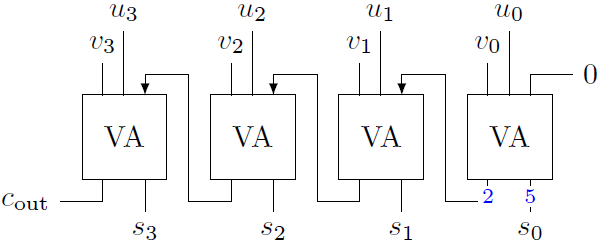 u₃ u₂ u₁ u₀
v₃ v₂ v₁ v₀
0
VA VA VA VA
2 5
c_out
s₃ s₂ s₁ s₀